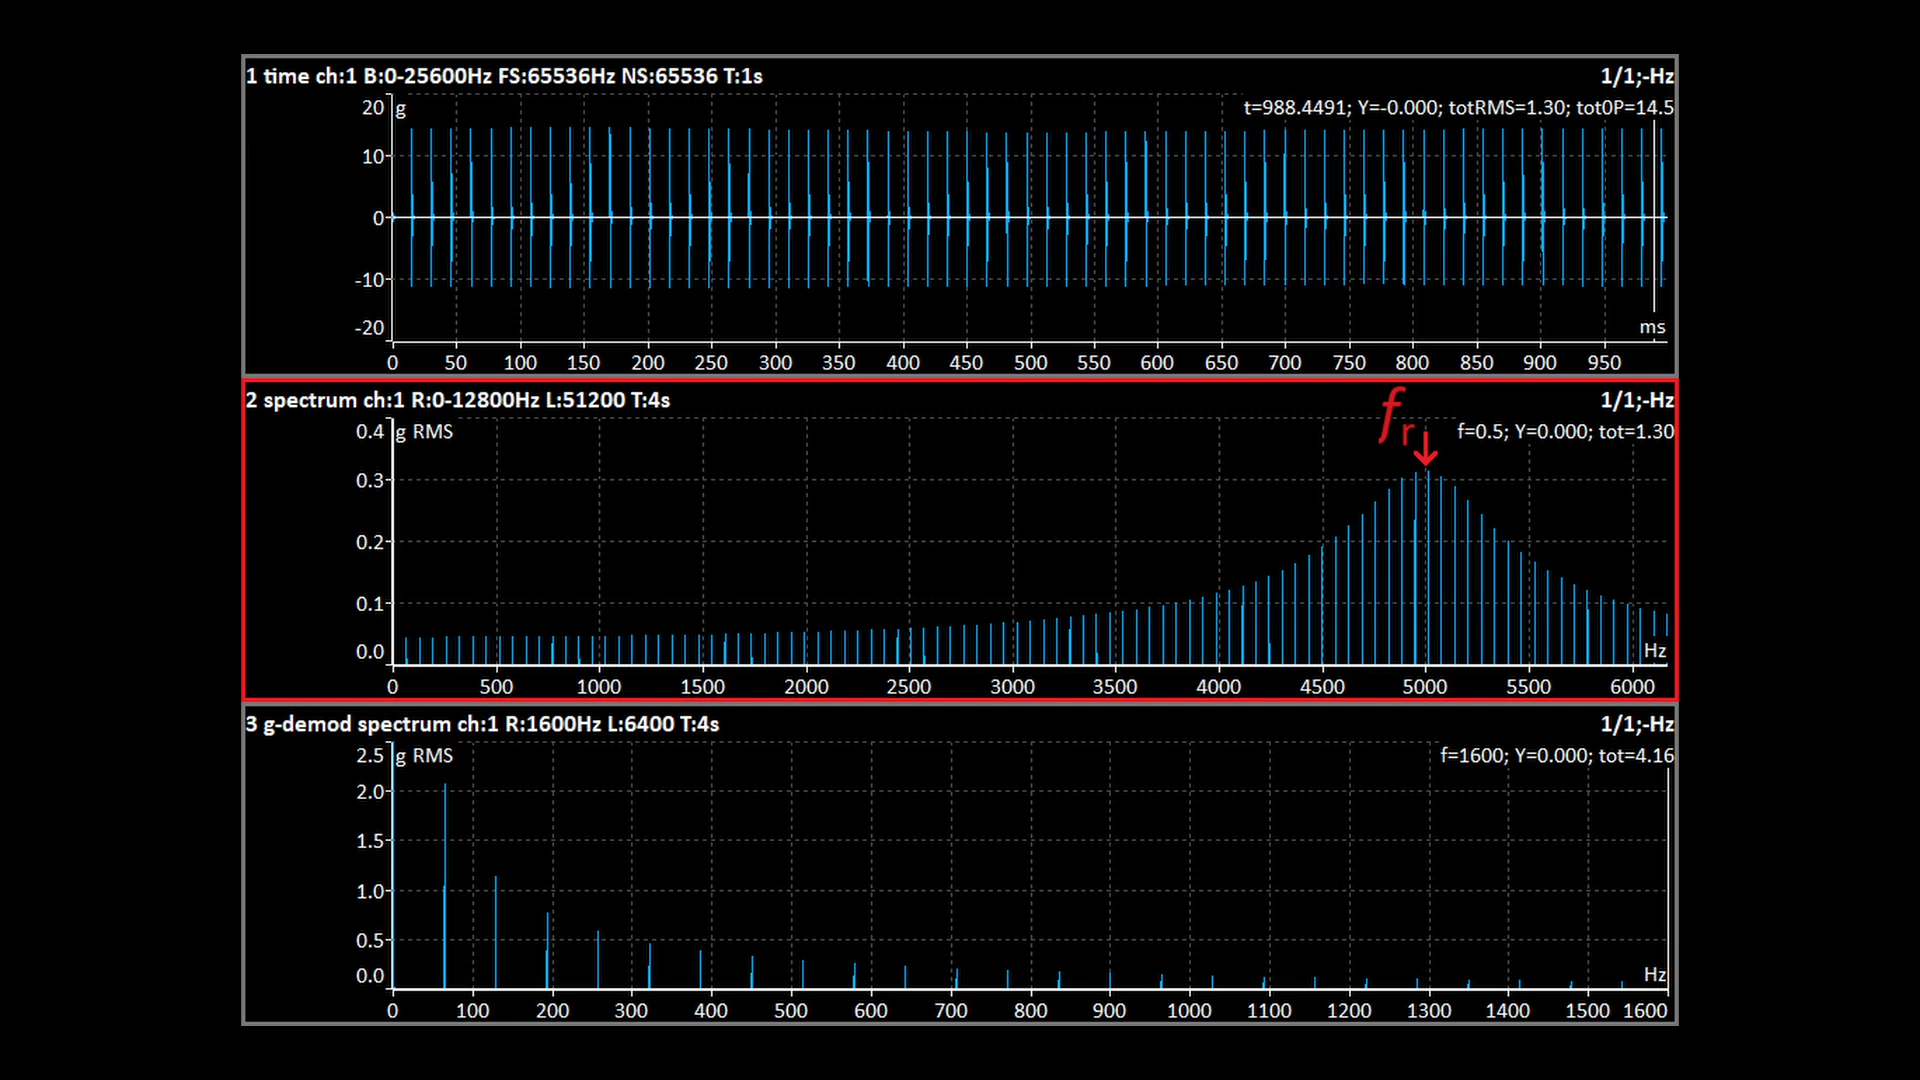 1 time ch:1 B:0-25600Hz FS:65536Hz NS:65536 T:1s 1/1;-Hz
20 g t=988.4491; Y=-0.000; totRMS=1.30; tot0P=14.5
10
0
-10
-20 ms
0 50 100 150 200 250 300 350 400 450 500 550 600 650 700 750 800 850 900 950
2 spectrum ch:1 R:0-12800Hz L:51200 T:4s 1/1;-Hz
fr
0.4 g RMS f=0.5; Y=0.000; tot=1.30
0.3
0.2
0.1
0.0 Hz
0 500 1000 1500 2000 2500 3000 3500 4000 4500 5000 5500 6000
3 g-demod spectrum ch:1 R:1600Hz L:6400 T:4s 1/1;-Hz
2.5 g RMS f=1600; Y=0.000; tot=4.16
2.0
1.5
1.0
0.5
0.0 Hz
0 100 200 300 400 500 600 700 800 900 1000 1100 1200 1300 1400 1500 1600